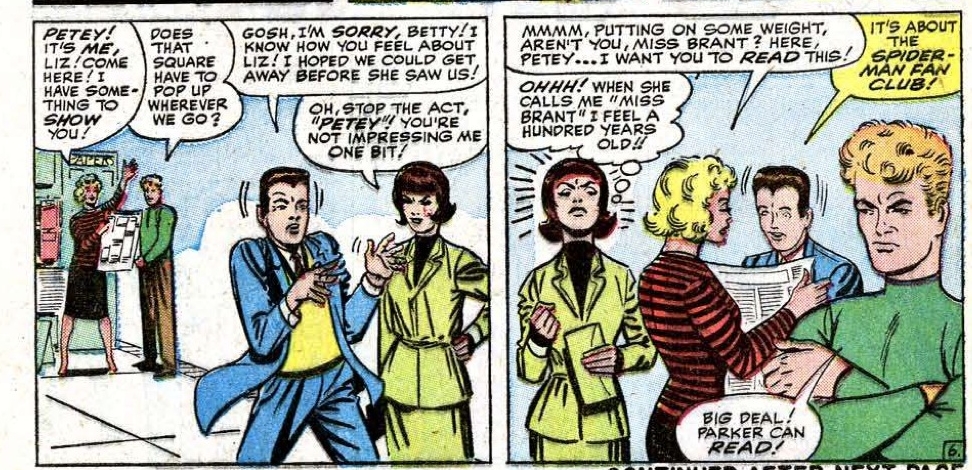 PETEY!
IT'S ME,
LIZ! COME
HERE! I
HAVE SOME-
THING TO
SHOW
YOU!
DOES
THAT
SQUARE
HAVE TO
POP UP
WHEREVER
WE GO?
GOSH, I'M SORRY, BETTY! I
KNOW HOW YOU FEEL ABOUT
LIZ! I HOPED WE COULD GET
AWAY BEFORE SHE SAW US!
OH, STOP THE ACT,
"PETEY"! YOU'RE
NOT IMPRESSING ME
ONE BIT!
PAPERS
MMMM, PUTTING ON SOME WEIGHT,
AREN'T YOU, MISS BRANT? HERE,
PETEY...I WANT YOU TO READ THIS!
IT'S ABOUT
THE
SPIDER-
MAN FAN
CLUB!
OHHH! WHEN SHE
CALLS ME "MISS
BRANT" I FEEL A
HUNDRED YEARS
OLD!!
BIG DEAL!
PARKER CAN
READ!
6.
CONTINUED AFTER NEXT PAGE